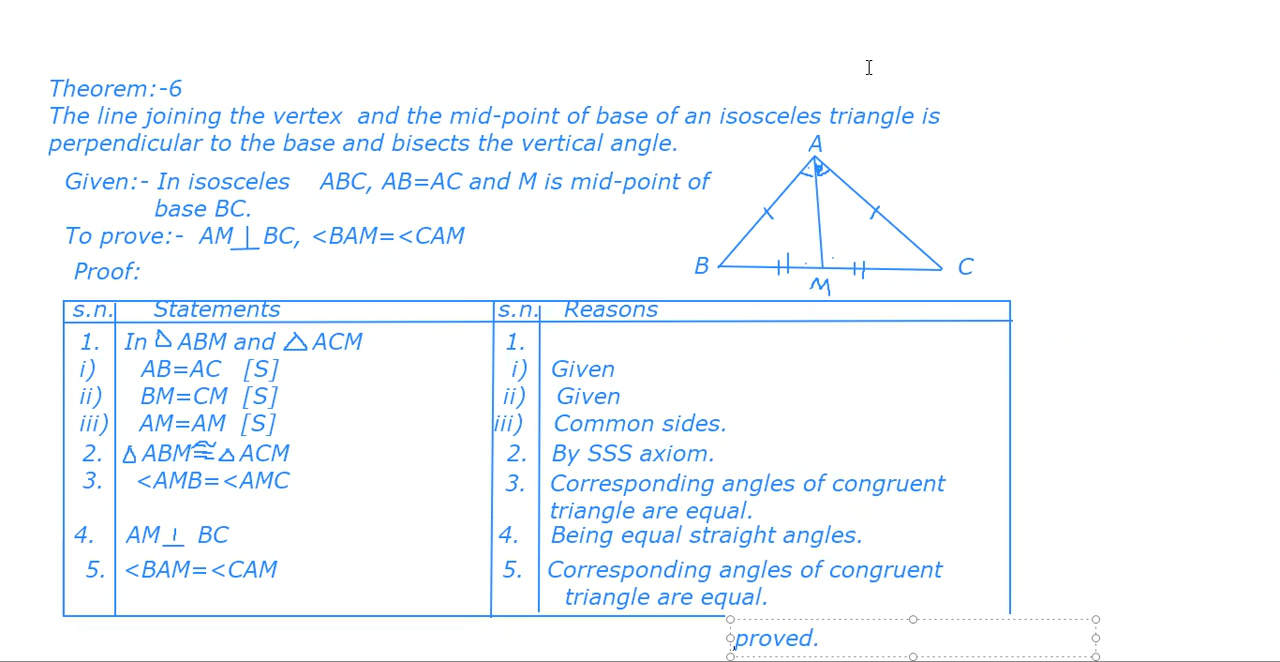 Theorem:-6
The line joining the vertex and the mid-point of base of an isosceles triangle is
perpendicular to the base and bisects the vertical angle.
A
Given:- In isosceles ABC, AB=AC and M is mid-point of
base BC.
To prove:- AM ⊥ BC, <BAM=<CAM
B C
Proof:
M
s.n. Statements s.n. Reasons
1. In △ ABM and △ ACM 1.
i) AB=AC [S] i) Given
ii) BM=CM [S] ii) Given
iii) AM=AM [S] iii) Common sides.
2. △ ABM≅△ ACM 2. By SSS axiom.
3. <AMB=<AMC 3. Corresponding angles of congruent
triangle are equal.
4. AM ⊥ BC 4. Being equal straight angles.
5. <BAM=<CAM 5. Corresponding angles of congruent
triangle are equal.
proved.